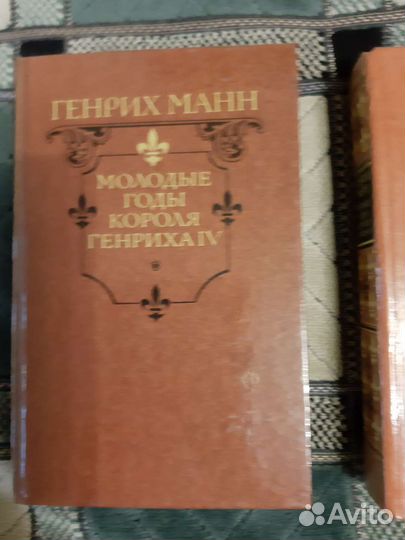 ГЕНРИХ МАНН
МОЛОДЫЕ
ГОДЫ
КОРОЛЯ
ГЕНРИХА IV
Avito